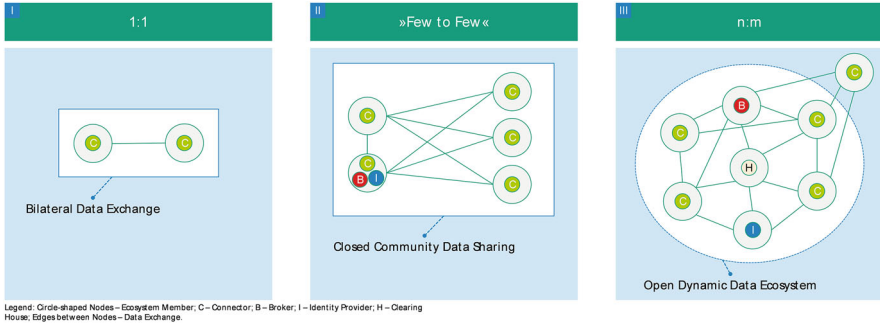 I
1:1
II
»Few to Few«
III
n:m
C
C
Bilateral Data Exchange
C
C
B
I
C
C
C
Closed Community Data Sharing
C
B
C
C
H
C
C
I
Open Dynamic Data Ecosystem
Legend: Circle-shaped Nodes – Ecosystem Member; C – Connector; B – Broker; I – Identity Provider; H – Clearing
House; Edges between Nodes – Data Exchange.